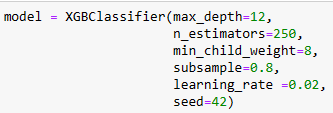 model = XGBClassifier(max_depth=12,
n_estimators=250,
min_child_weight=8,
subsample=0.8,
learning_rate =0.02,
seed=42)